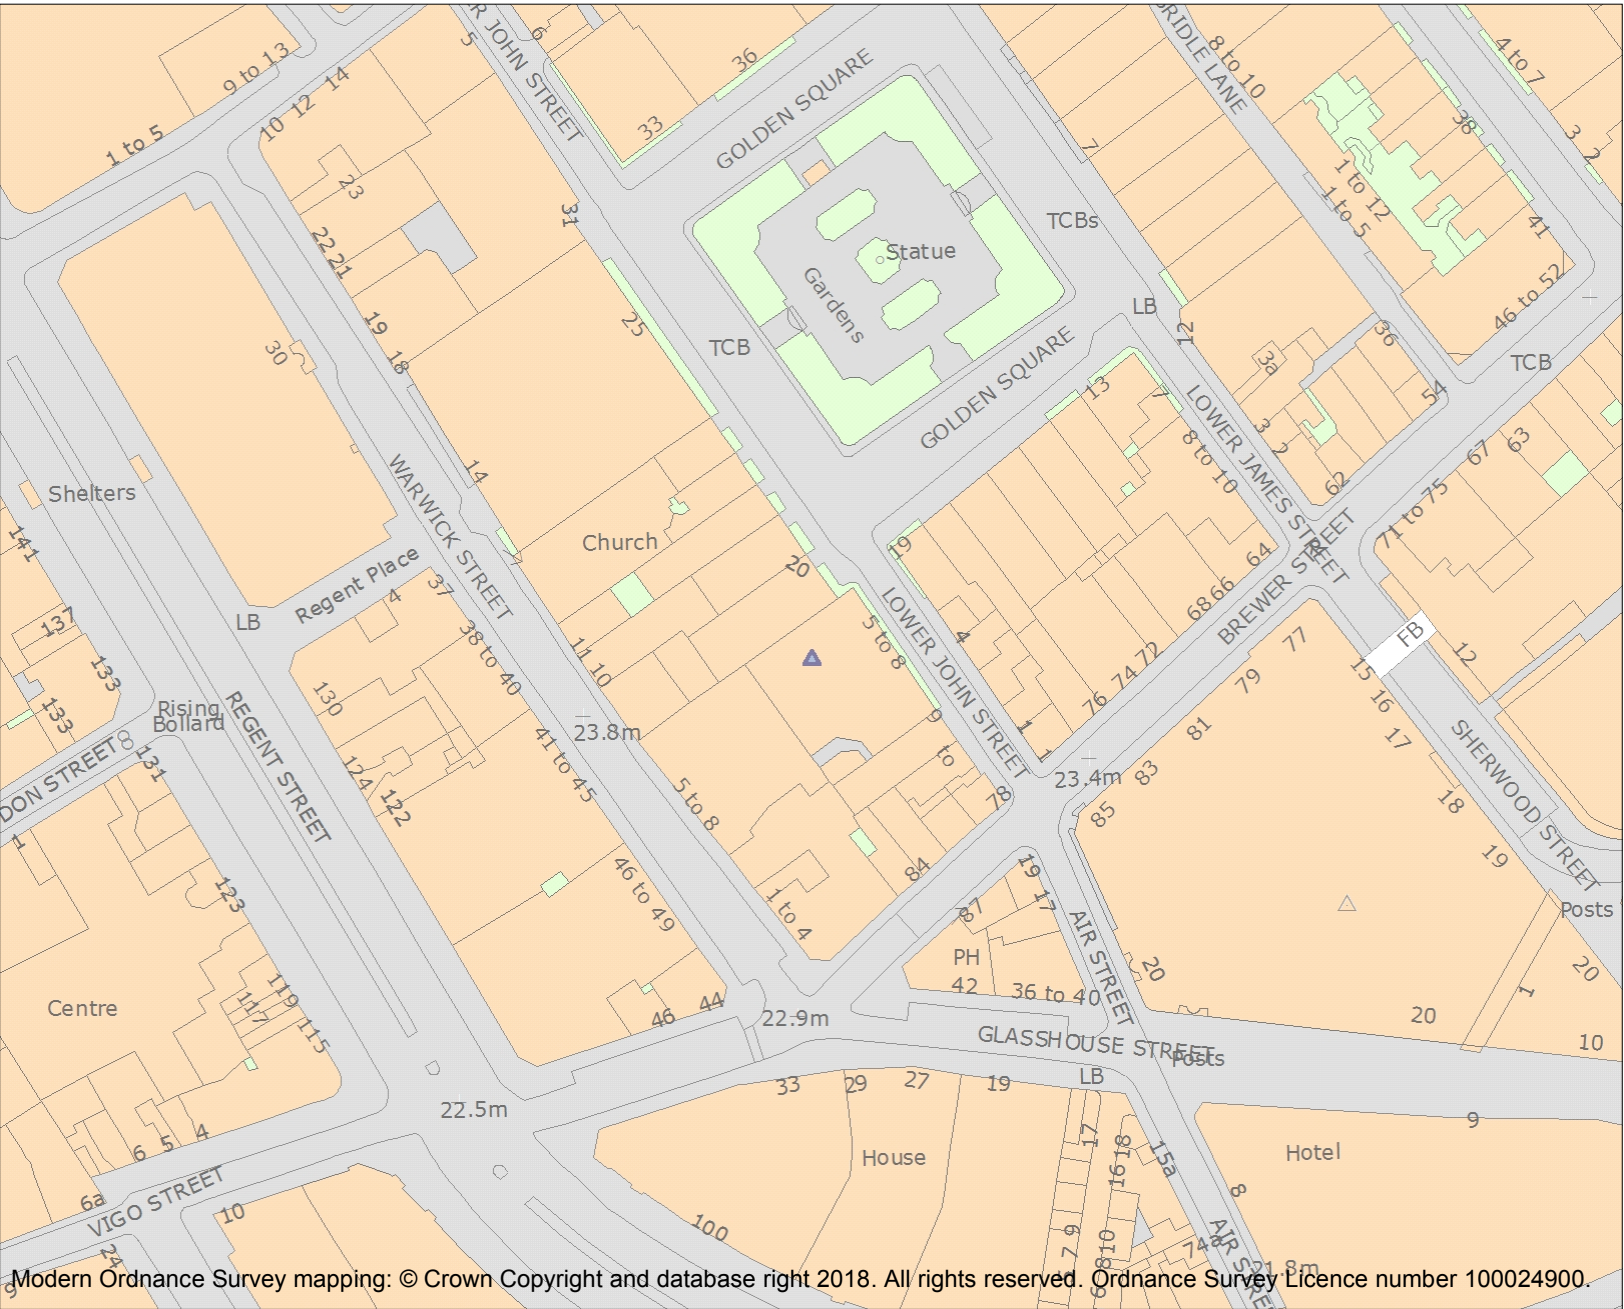 R JOHN STREET
5
6
36
33
GOLDEN SQUARE
BRIDLE LANE
8 to 10
4 to 7
9 to 13
1 to 5
10
12
14
23
38
3
2
7
1 to 12
1 to 5
41
31
22
21
TCBs
Statue
Gardens
46 to 52
LB
12
19
25
TCB
30
18
GOLDEN SQUARE
3a
36
TCB
54
13
7
LOWER JAMES STREET
3
2
8 to 10
62
67
63
71 to 75
14
Shelters
141
WARWICK STREET
Church
19
64
BREWER STREET
20
Regent Place
4
37
LB
137
133
133
38 to 40
11
10
5 to 8
LOWER JOHN STREET
4
68
66
72
74
76
77
79
FB
12
15
16
17
SHERWOOD STREET
130
Rising
Bollard
REGENT STREET
DON STREET
131
23.8m
41 to 45
9
to
78
1
1
81
23.4m
83
85
124
122
5 to 8
18
19
1
123
46 to 49
84
1 to 4
19
17
87
AIR STREET
Posts
PH
42
36 to 40
20
20
1
Centre
119
117
115
44
46
22.9m
GLASSHOUSE STREET
Posts
20
10
22.5m
33
29
27
19
LB
9
6
5
4
17
18
16
15a
Hotel
House
6a
VIGO STREET
10
24
100
8
AIR STREET
9
7
5
10
8
6
74a
21.8m
9
Modern Ordnance Survey mapping: © Crown Copyright and database right 2018. All rights reserved. Ordnance Survey Licence number 100024900.